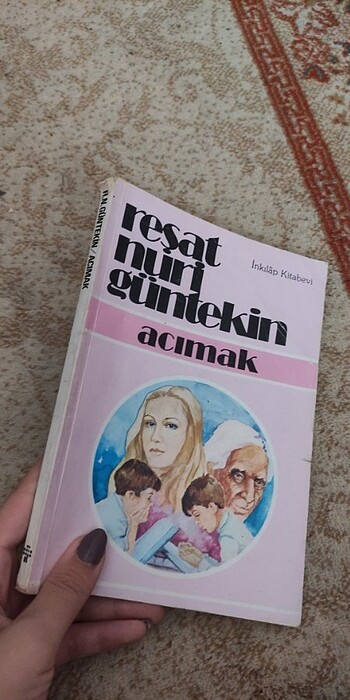 R.N.GÜNTEKİN / ACIMAK
reşat
nuri
güntekin
İnkılâp Kitabevi
acımak